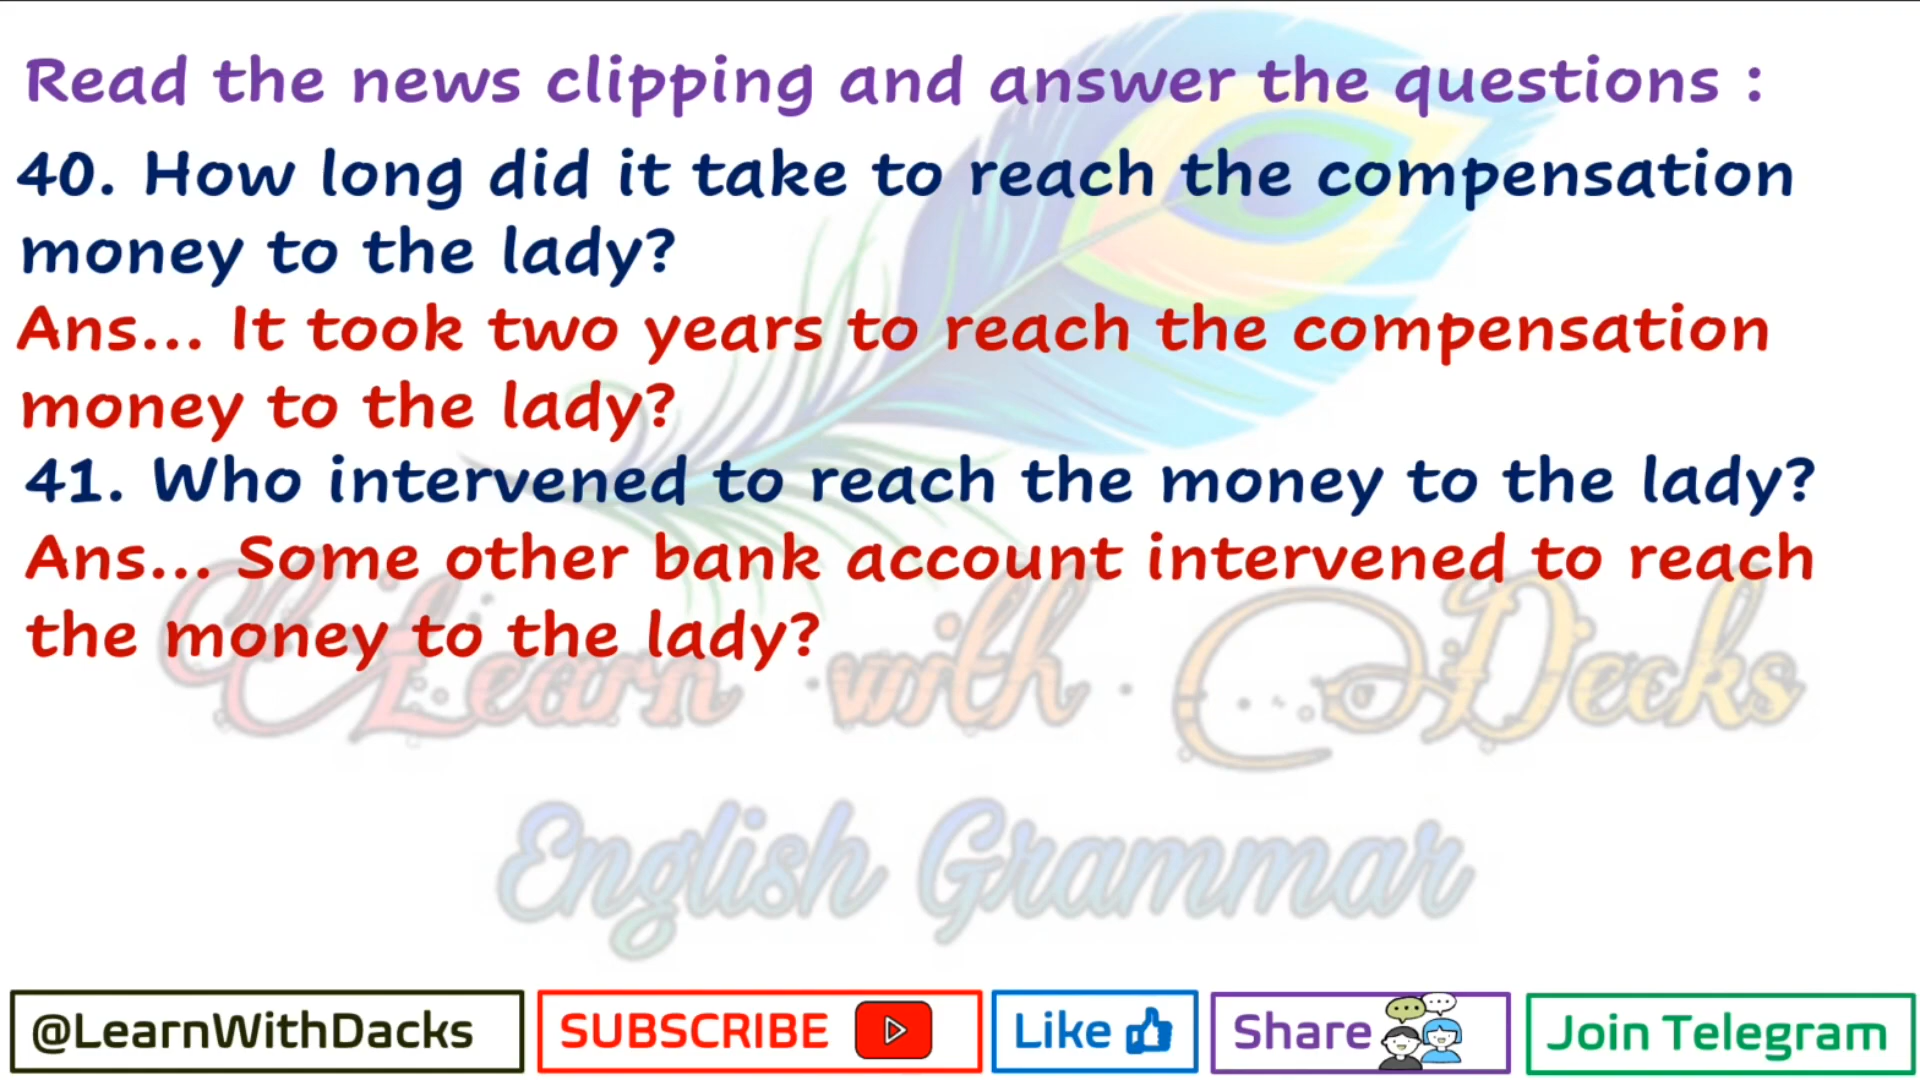 Read the news clipping and answer the questions :
40. How long did it take to reach the compensation
money to the lady?
Ans... It took two years to reach the compensation
money to the lady?
41. Who intervened to reach the money to the lady?
Ans... Some other bank account intervened to reach
the money to the lady?
Learn with Dacks
English Grammar
@LearnWithDacks
SUBSCRIBE
Like
Share
Join Telegram